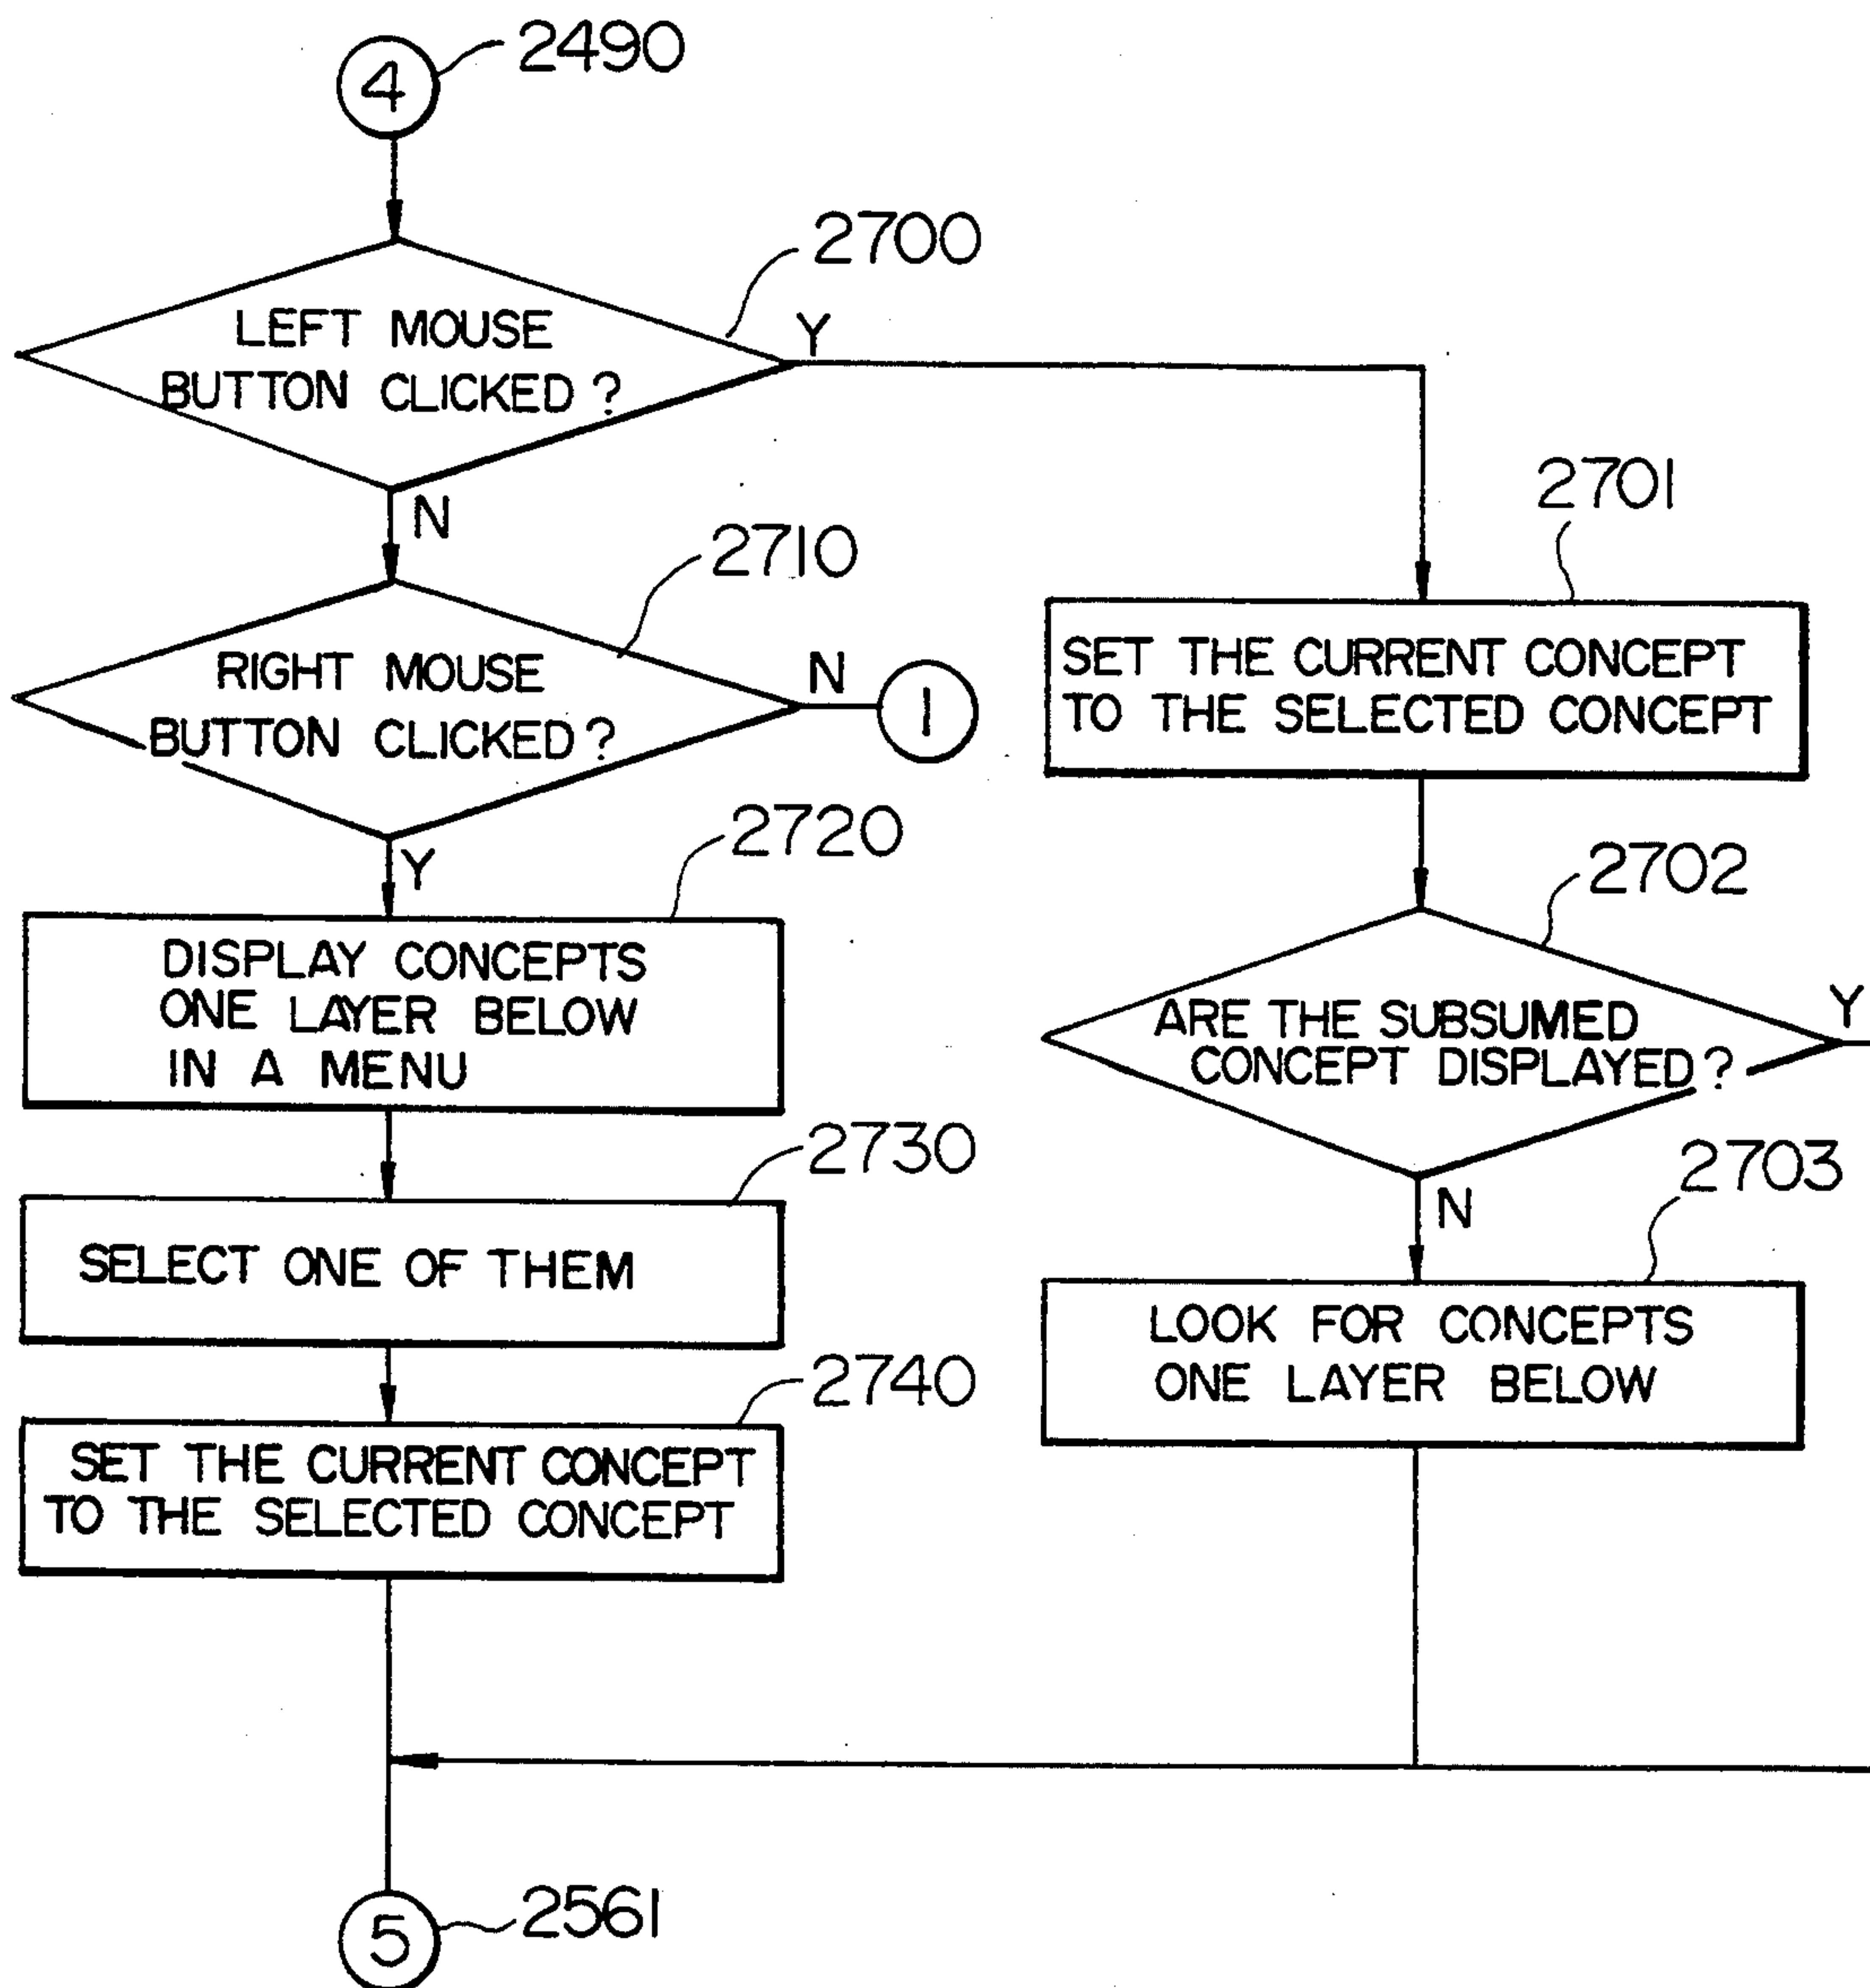 4
2490
2700
LEFT MOUSE
BUTTON CLICKED?
Y
N
2710
RIGHT MOUSE
BUTTON CLICKED?
N
1
Y
2720
DISPLAY CONCEPTS
ONE LAYER BELOW
IN A MENU
2730
SELECT ONE OF THEM
2740
SET THE CURRENT CONCEPT
TO THE SELECTED CONCEPT
2701
SET THE CURRENT CONCEPT
TO THE SELECTED CONCEPT
2702
ARE THE SUBSUMED
CONCEPT DISPLAYED?
Y
N
2703
LOOK FOR CONCEPTS
ONE LAYER BELOW
5
2561